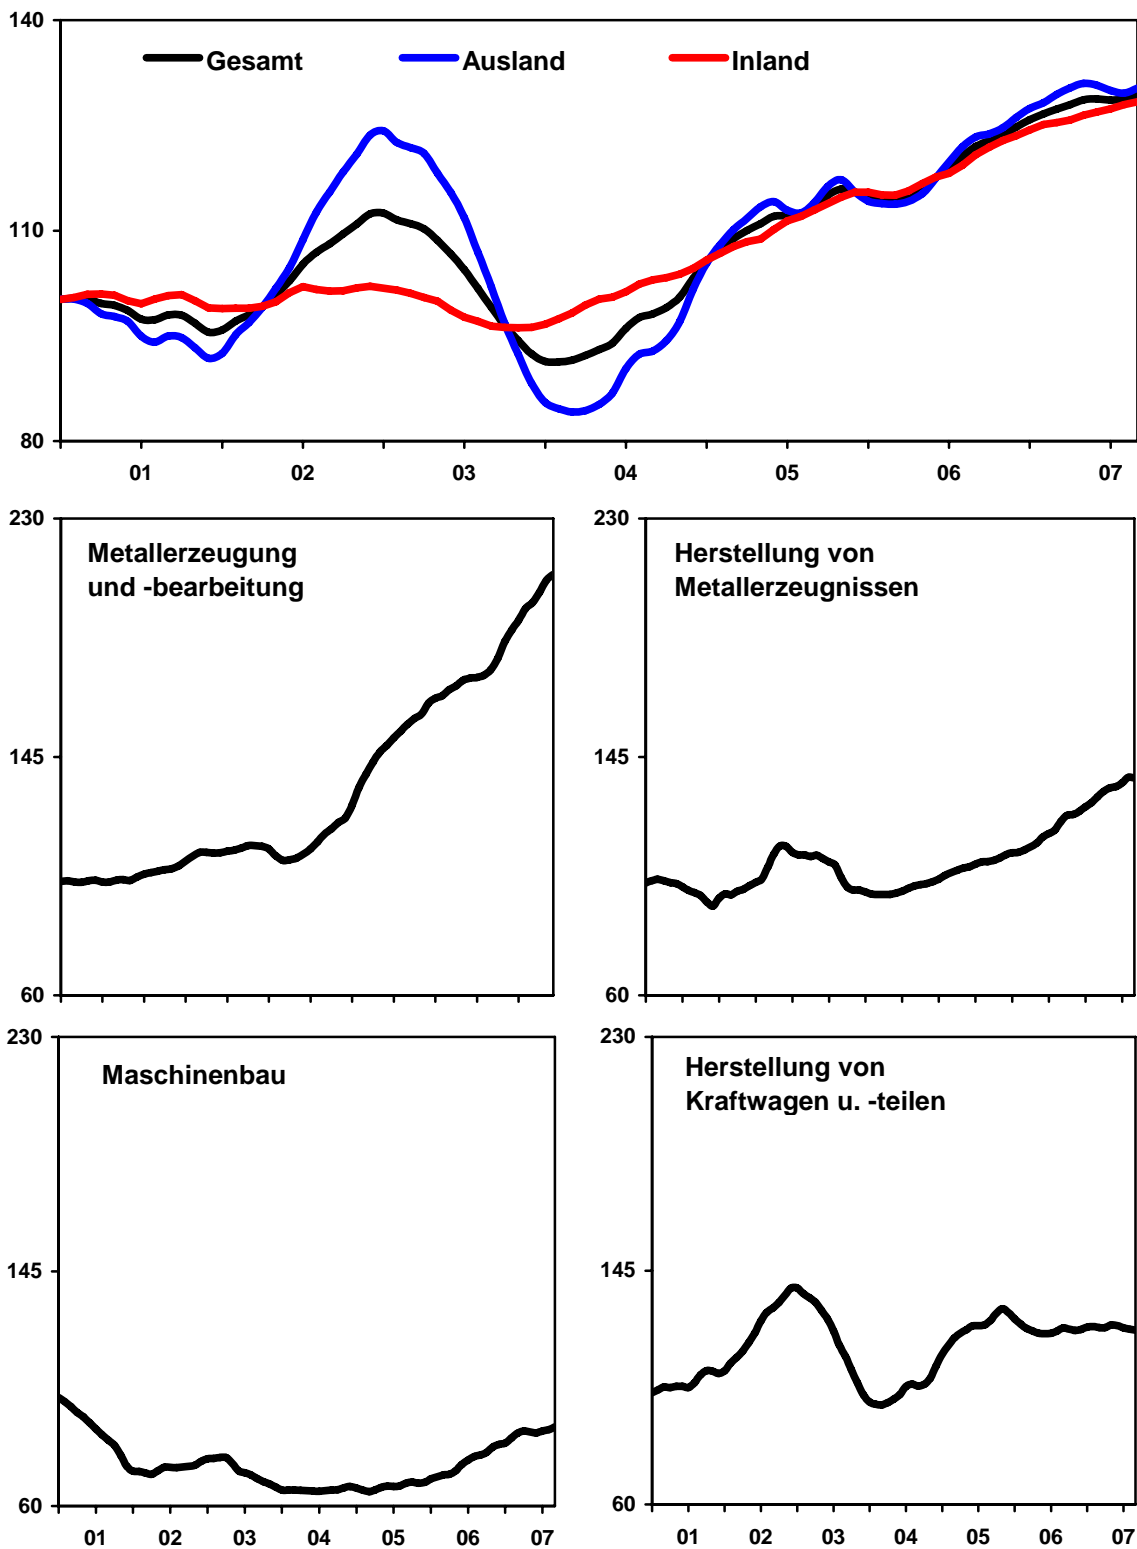 140
Gesamt Ausland Inland
110
80
01 02 03 04 05 06 07
230 230
Metallerzeugung
und -bearbeitung
Herstellung von
Metallerzeugnissen
145 145
60 60
230 230
Maschinenbau
Herstellung von
Kraftwagen u. -teilen
145 145
60 60
01 02 03 04 05 06 07 01 02 03 04 05 06 07